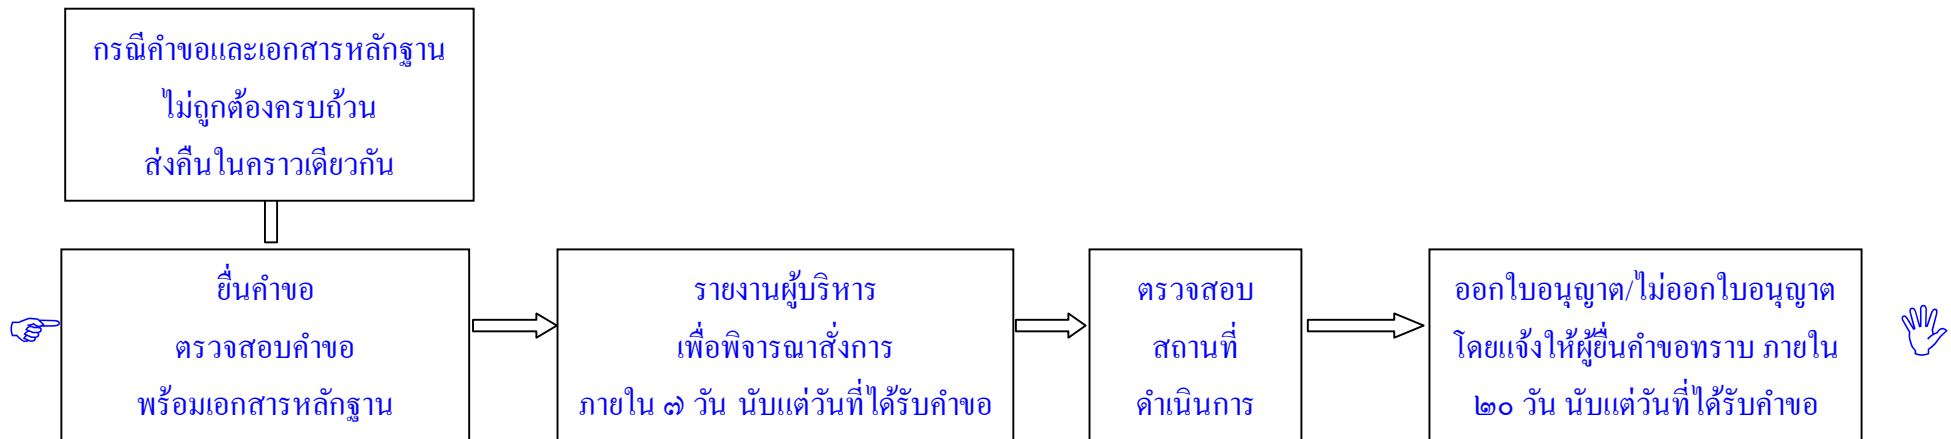 กรณีคำขอและเอกสารหลักฐาน
ไม่ถูกต้องครบถ้วน
ส่งคืนในคราวเดียวกัน
ยื่นคำขอ
ตรวจสอบคำขอ
พร้อมเอกสารหลักฐาน
รายงานผู้บริหาร
เพื่อพิจารณาสั่งการ
ภายใน ๗ วัน นับแต่วันที่ได้รับคำขอ
ตรวจสอบ
สถานที่
ดำเนินการ
ออกใบอนุญาต/ไม่ออกใบอนุญาต
โดยแจ้งให้ผู้ยื่นคำขอทราบ ภายใน
๒๐ วัน นับแต่วันที่ได้รับคำขอ